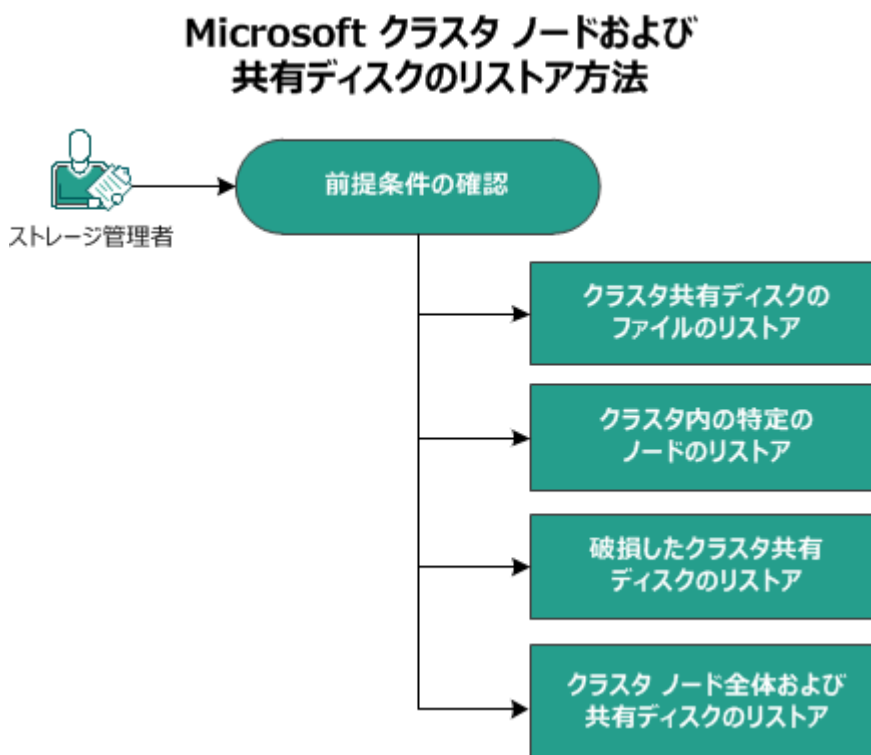 Microsoft クラスタ ノードおよび
共有ディスクのリストア方法
前提条件の確認
ストレージ管理者
クラスタ共有ディスクの
ファイルのリストア
クラスタ内の特定の
ノードのリストア
破損したクラスタ共有
ディスクのリストア
クラスタ ノード全体および
共有ディスクのリストア